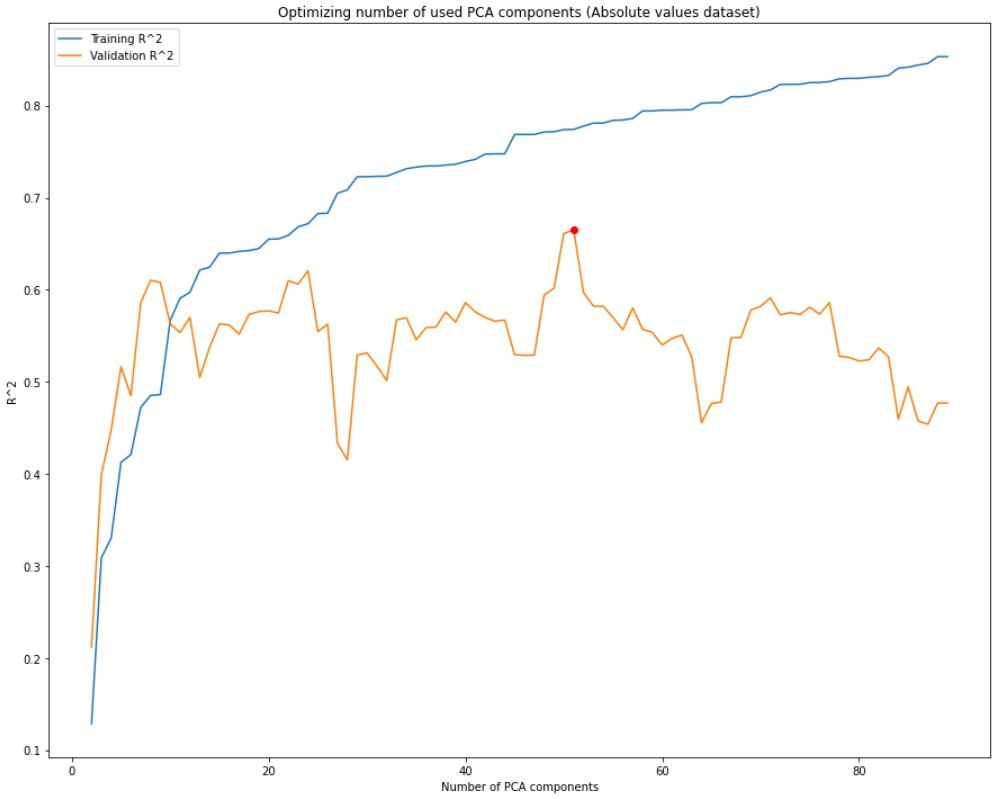 Optimizing number of used PCA components (Absolute values dataset)
Training R^2
Validation R^2
0.8
0.7
0.6
0.5
0.4
0.3
0.2
0.1
R^2
0 20 40 60 80
Number of PCA components